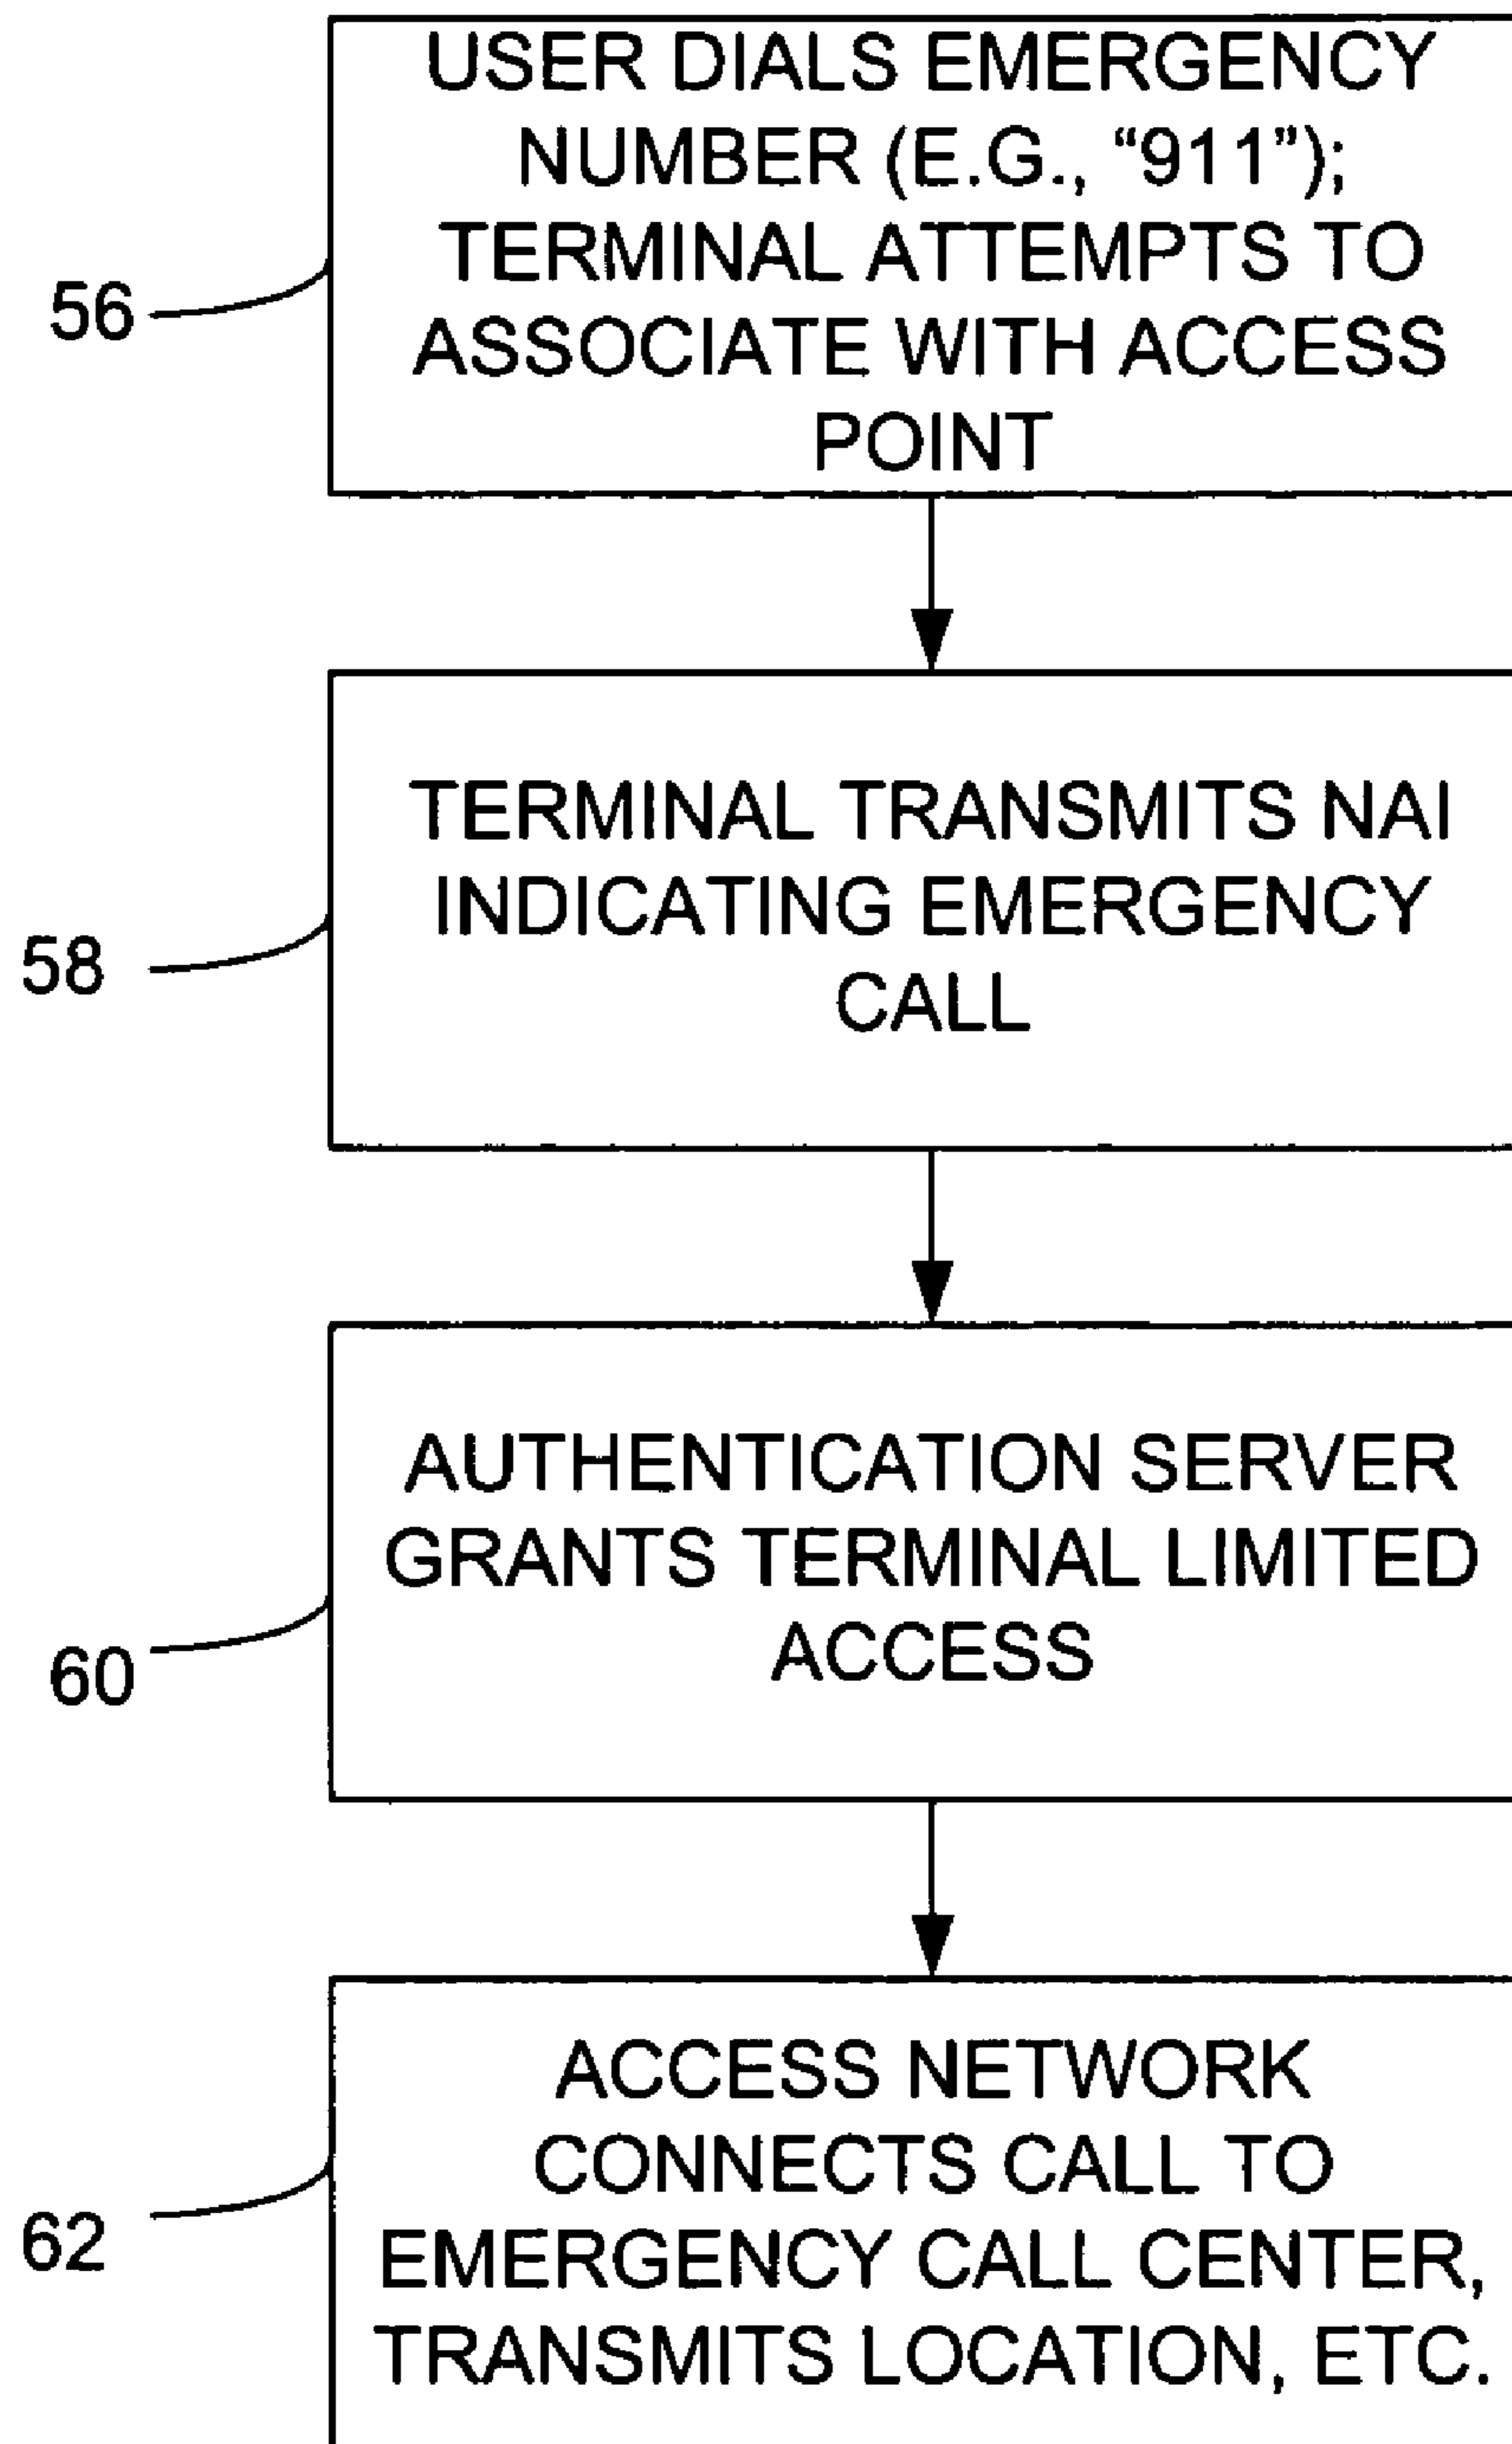 USER DIALS EMERGENCY
NUMBER (E.G., “911”);
TERMINAL ATTEMPTS TO
ASSOCIATE WITH ACCESS
POINT
56
TERMINAL TRANSMITS NAI
INDICATING EMERGENCY
CALL
58
AUTHENTICATION SERVER
GRANTS TERMINAL LIMITED
ACCESS
60
ACCESS NETWORK
CONNECTS CALL TO
EMERGENCY CALL CENTER,
TRANSMITS LOCATION, ETC.
62